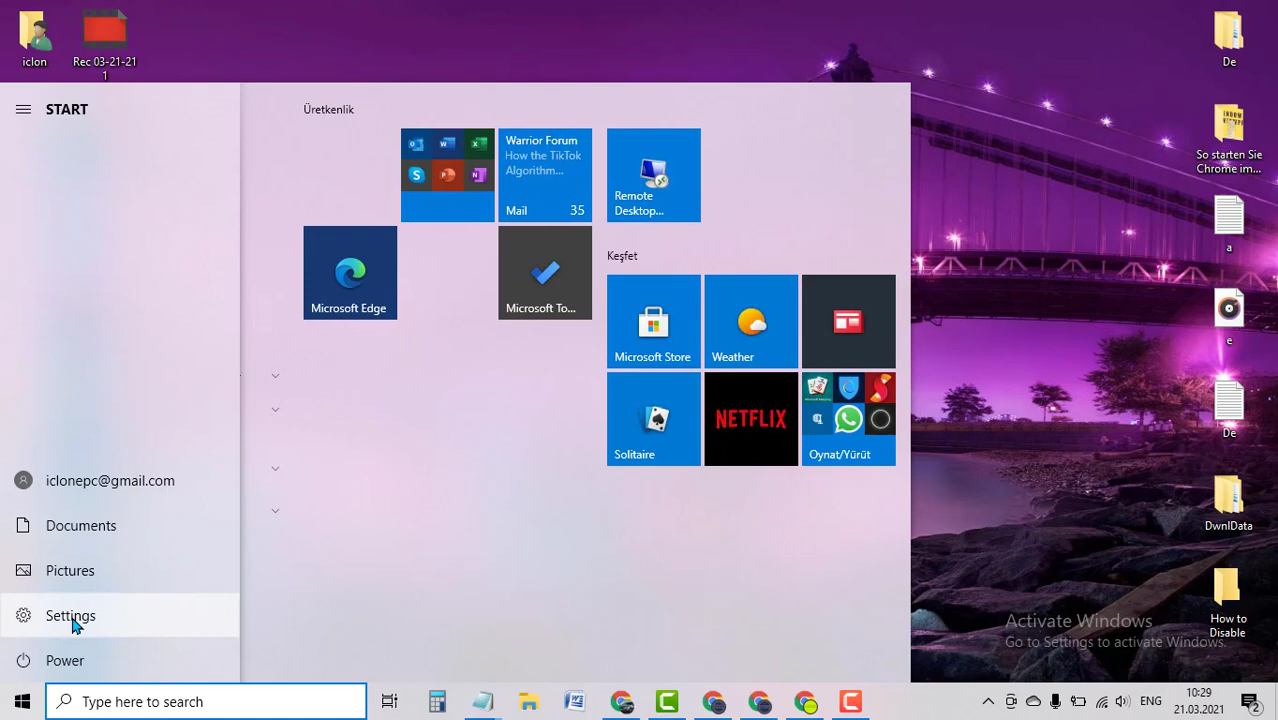 iclon
Rec 03-21-21
1
START
Üretkenlik
Warrior Forum
How the TikTok
Algorithm...
Mail 35
Remote
Desktop...
Microsoft Edge
Microsoft To...
Keşfet
Microsoft Store
Weather
Solitaire
NETFLIX
Oynat/Yürüt
iclonepc@gmail.com
Documents
Pictures
Settings
Power
De
So starten Sie
Chrome im...
a
e
De
DwnlData
How to
Disable
Activate Windows
Go to Settings to activate Windows.
Type here to search
ENG
10:29
21.03.2021
2